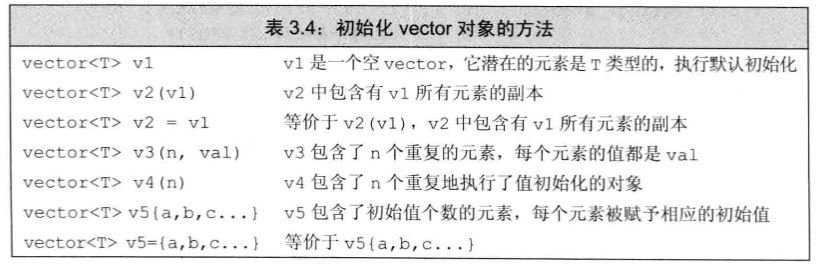 表 3.4：初始化 vector 对象的方法
vector<T> v1 v1 是一个空 vector，它潜在的元素是 T 类型的，执行默认初始化
vector<T> v2(v1) v2 中包含有 v1 所有元素的副本
vector<T> v2 = v1 等价于 v2(v1)，v2 中包含有 v1 所有元素的副本
vector<T> v3(n, val) v3 包含了 n 个重复的元素，每个元素的值都是 val
vector<T> v4(n) v4 包含了 n 个重复地执行了值初始化的对象
vector<T> v5{a,b,c...} v5 包含了初始值个数的元素，每个元素被赋予相应的初始值
vector<T> v5={a,b,c...} 等价于 v5{a,b,c...}